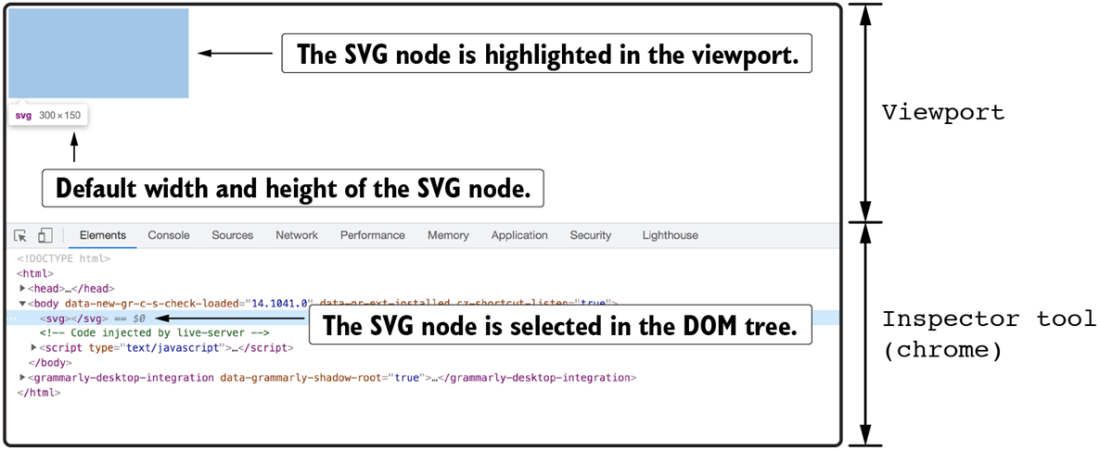 The SVG node is highlighted in the viewport.
Viewport
svg 300 × 150
Default width and height of the SVG node.
Elements Console Sources Network Performance Memory Application Security Lighthouse
<!DOCTYPE html>
<html>
▶<head>…</head>
▼<body data-new-gr-c-s-check-loaded="14.1041.0" data-gr-ext-installed cz-shortcut-listen="true">
… <svg></svg> == $0
The SVG node is selected in the DOM tree.
<!-- Code injected by live-server -->
▶<script type="text/javascript">…</script>
</body>
▶<grammarly-desktop-integration data-grammarly-shadow-root="true">…</grammarly-desktop-integration>
</html>
Inspector tool
(chrome)